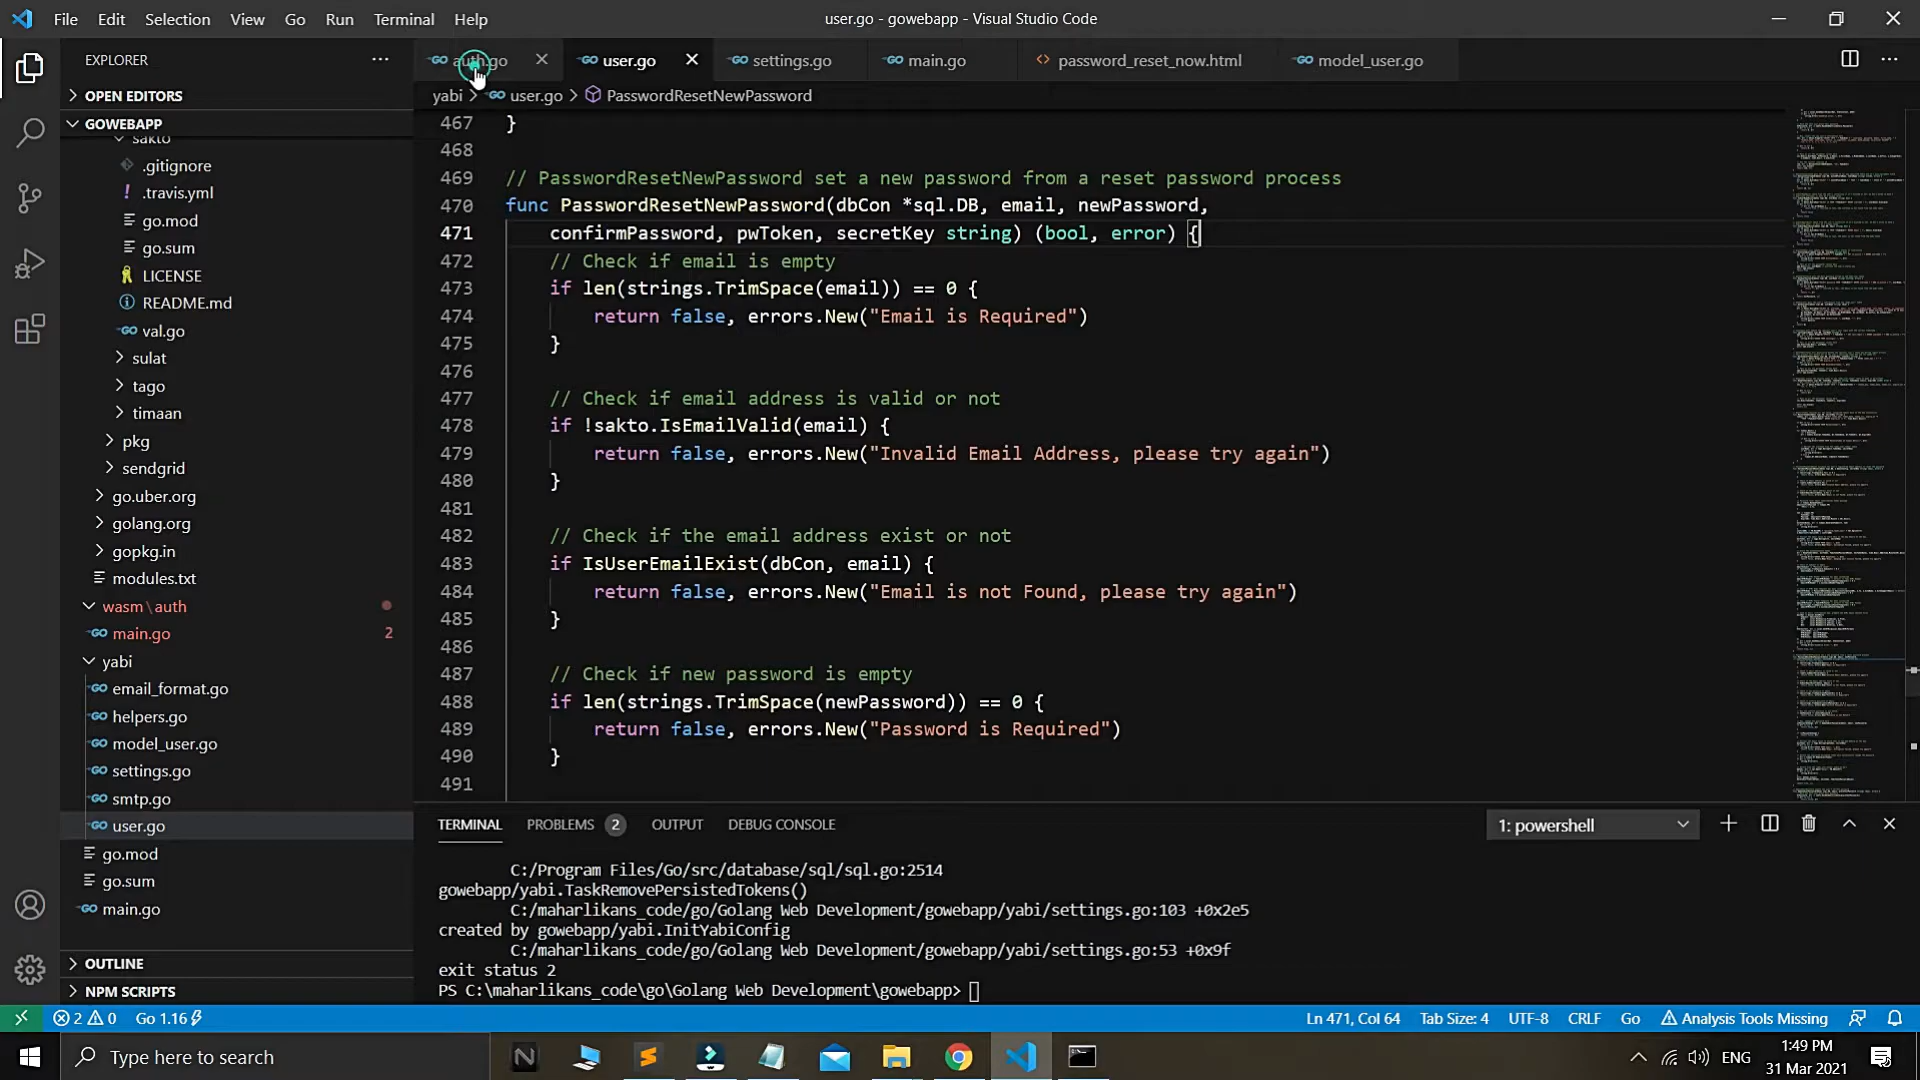 File Edit Selection View Go Run Terminal Help
user.go - gowebapp - Visual Studio Code
EXPLORER
auth.go
user.go
settings.go
main.go
password_reset_now.html
model_user.go
OPEN EDITORS
yabi > user.go > PasswordResetNewPassword
GOWEBAPP
sakto
.gitignore
.travis.yml
go.mod
go.sum
LICENSE
README.md
val.go
sulat
tago
timaan
pkg
sendgrid
go.uber.org
golang.org
gopkg.in
modules.txt
wasm\auth
main.go 2
yabi
email_format.go
helpers.go
model_user.go
settings.go
smtp.go
user.go
go.mod
go.sum
main.go
OUTLINE
NPM SCRIPTS
467 }
468
469 // PasswordResetNewPassword set a new password from a reset password process
470 func PasswordResetNewPassword(dbCon *sql.DB, email, newPassword,
471 confirmPassword, pwToken, secretKey string) (bool, error) {
472 // Check if email is empty
473 if len(strings.TrimSpace(email)) == 0 {
474 return false, errors.New("Email is Required")
475 }
476
477 // Check if email address is valid or not
478 if !sakto.IsEmailValid(email) {
479 return false, errors.New("Invalid Email Address, please try again")
480 }
481
482 // Check if the email address exist or not
483 if IsUserEmailExist(dbCon, email) {
484 return false, errors.New("Email is not Found, please try again")
485 }
486
487 // Check if new password is empty
488 if len(strings.TrimSpace(newPassword)) == 0 {
489 return false, errors.New("Password is Required")
490 }
491
TERMINAL PROBLEMS 2 OUTPUT DEBUG CONSOLE
1: powershell
C:/Program Files/Go/src/database/sql/sql.go:2514
gowebapp/yabi.TaskRemovePersistedTokens()
C:/maharlikans_code/go/Golang Web Development/gowebapp/yabi/settings.go:103 +0x2e5
created by gowebapp/yabi.InitYabiConfig
C:/maharlikans_code/go/Golang Web Development/gowebapp/yabi/settings.go:53 +0x9f
exit status 2
PS C:\maharlikans_code\go\Golang Web Development\gowebapp>
2 0 Go 1.16
Ln 471, Col 64 Tab Size: 4 UTF-8 CRLF Go Analysis Tools Missing
Type here to search
ENG
1:49 PM
31 Mar 2021